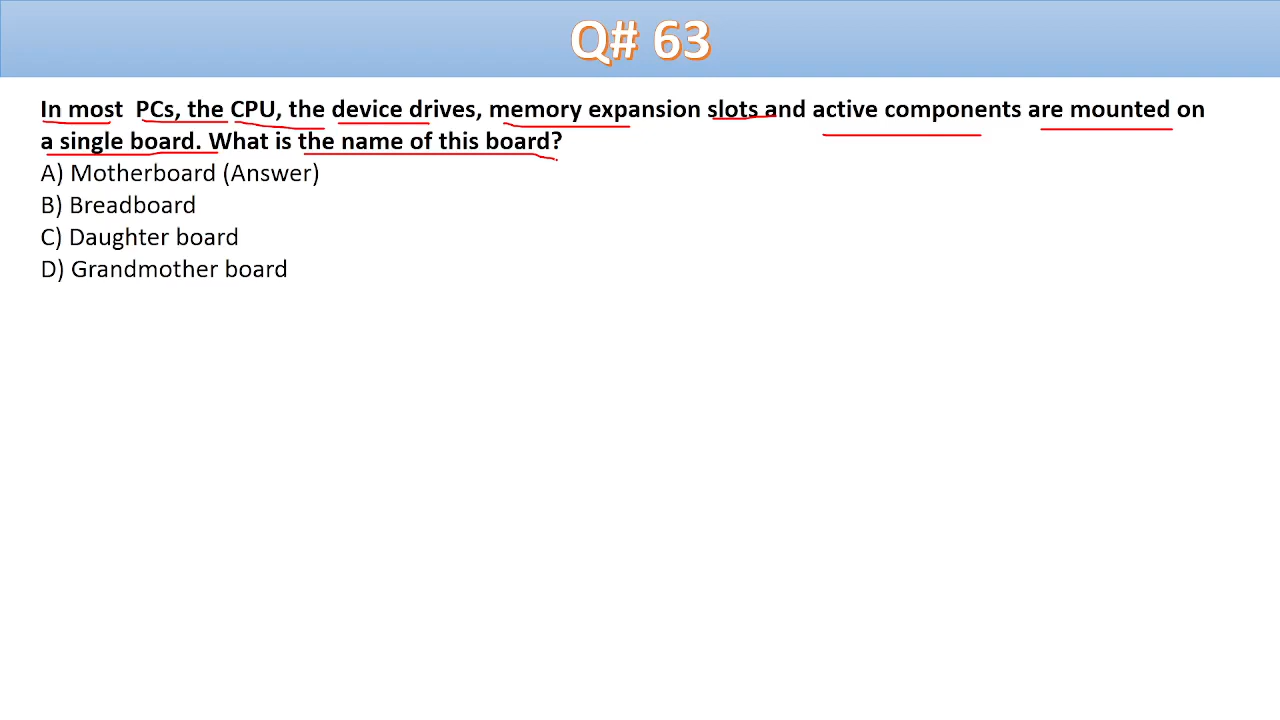 Q# 63
In most PCs, the CPU, the device drives, memory expansion slots and active components are mounted on
a single board. What is the name of this board?
A) Motherboard (Answer)
B) Breadboard
C) Daughter board
D) Grandmother board